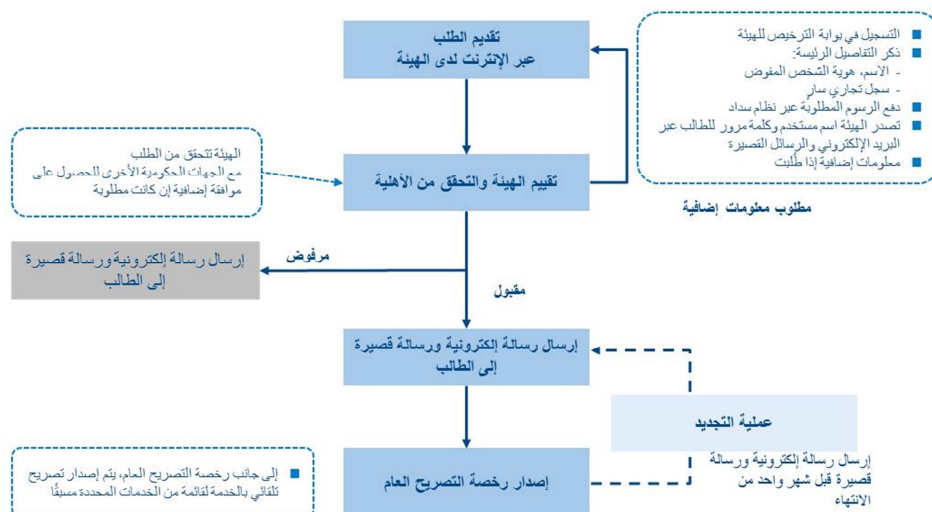 تقديم الطلب
عبر الإنترنت لدى الهيئة
■ التسجيل في بوابة الترخيص للهيئة
■ ذكر التفاصيل الرئيسة:
- الاسم، هوية الشخص المفوض
- سجل تجاري سارٍ
■ دفع الرسوم المطلوبة عبر نظام سداد
■ تصدر الهيئة اسم مستخدم وكلمة مرور للطالب عبر
البريد الإلكتروني والرسائل القصيرة
■ معلومات إضافية إذا طُلبت
الهيئة تتحقق من الطلب
مع الجهات الحكومية الأخرى للحصول على
موافقة إضافية إن كانت مطلوبة
تقييم الهيئة والتحقق من الأهلية
مطلوب معلومات إضافية
مرفوض
إرسال رسالة إلكترونية ورسالة قصيرة
إلى الطالب
مقبول
إرسال رسالة إلكترونية ورسالة قصيرة
إلى الطالب
عملية التجديد
إرسال رسالة إلكترونية ورسالة
قصيرة قبل شهر واحد من
الانتهاء
إصدار رخصة التصريح العام
■ إلى جانب رخصة التصريح العام، يتم إصدار تصريح
تلقائي بالخدمة لقائمة من الخدمات المحددة مسبقًا